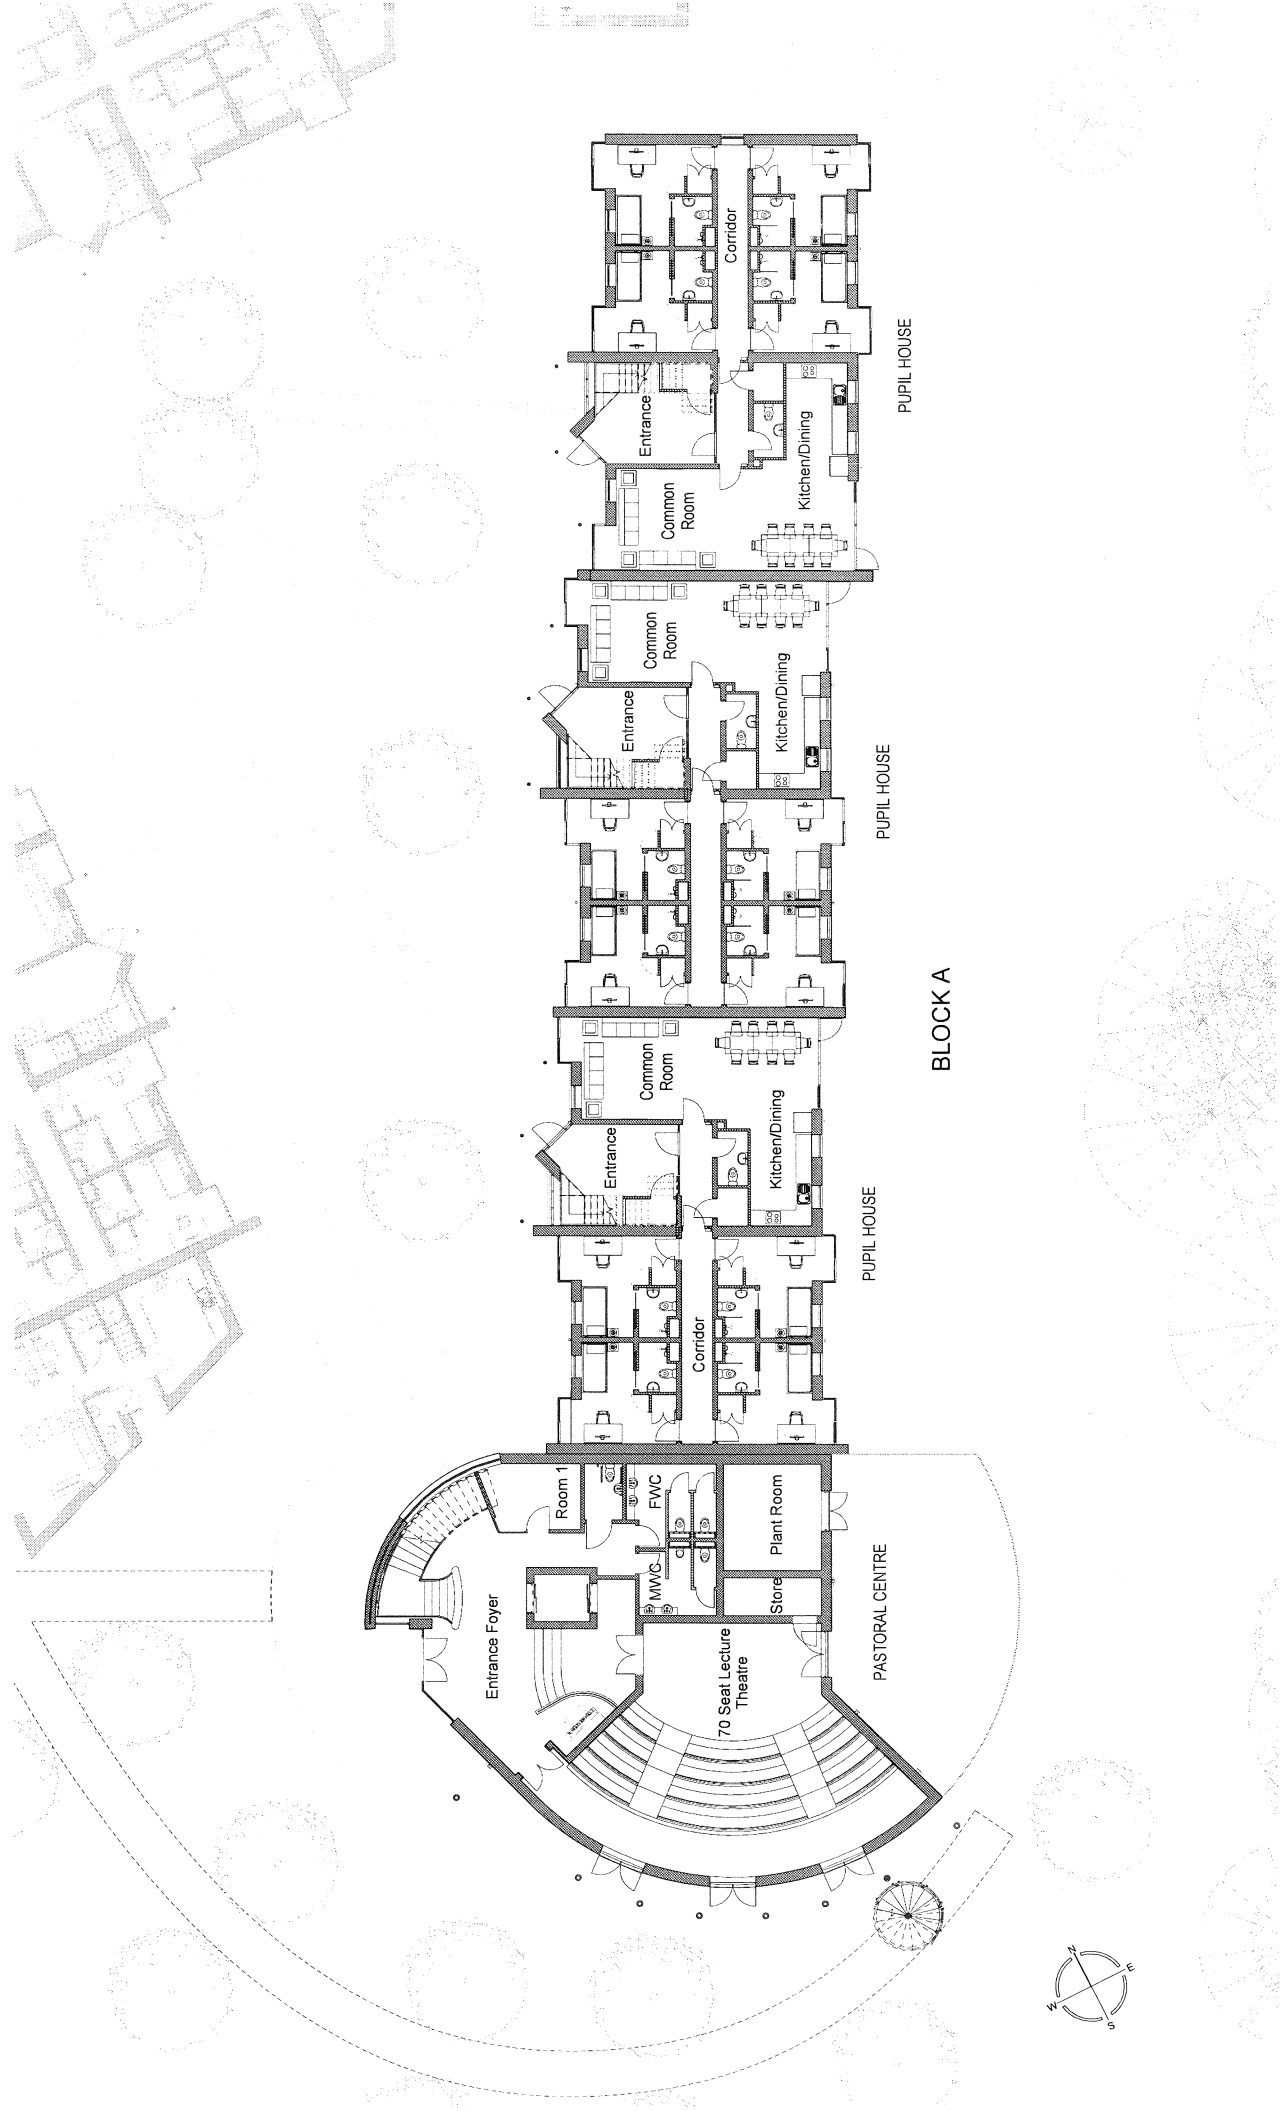 Corridor
PUPIL HOUSE
Entrance
Common
Room
Kitchen/Dining
Common
Room
Entrance
Kitchen/Dining
PUPIL HOUSE
BLOCK A
Common
Room
Entrance
Kitchen/Dining
PUPIL HOUSE
Corridor
Room 1
FWC
MWC
Plant Room
Store
Entrance Foyer
70 Seat Lecture
Theatre
PASTORAL CENTRE
N
E
W
S